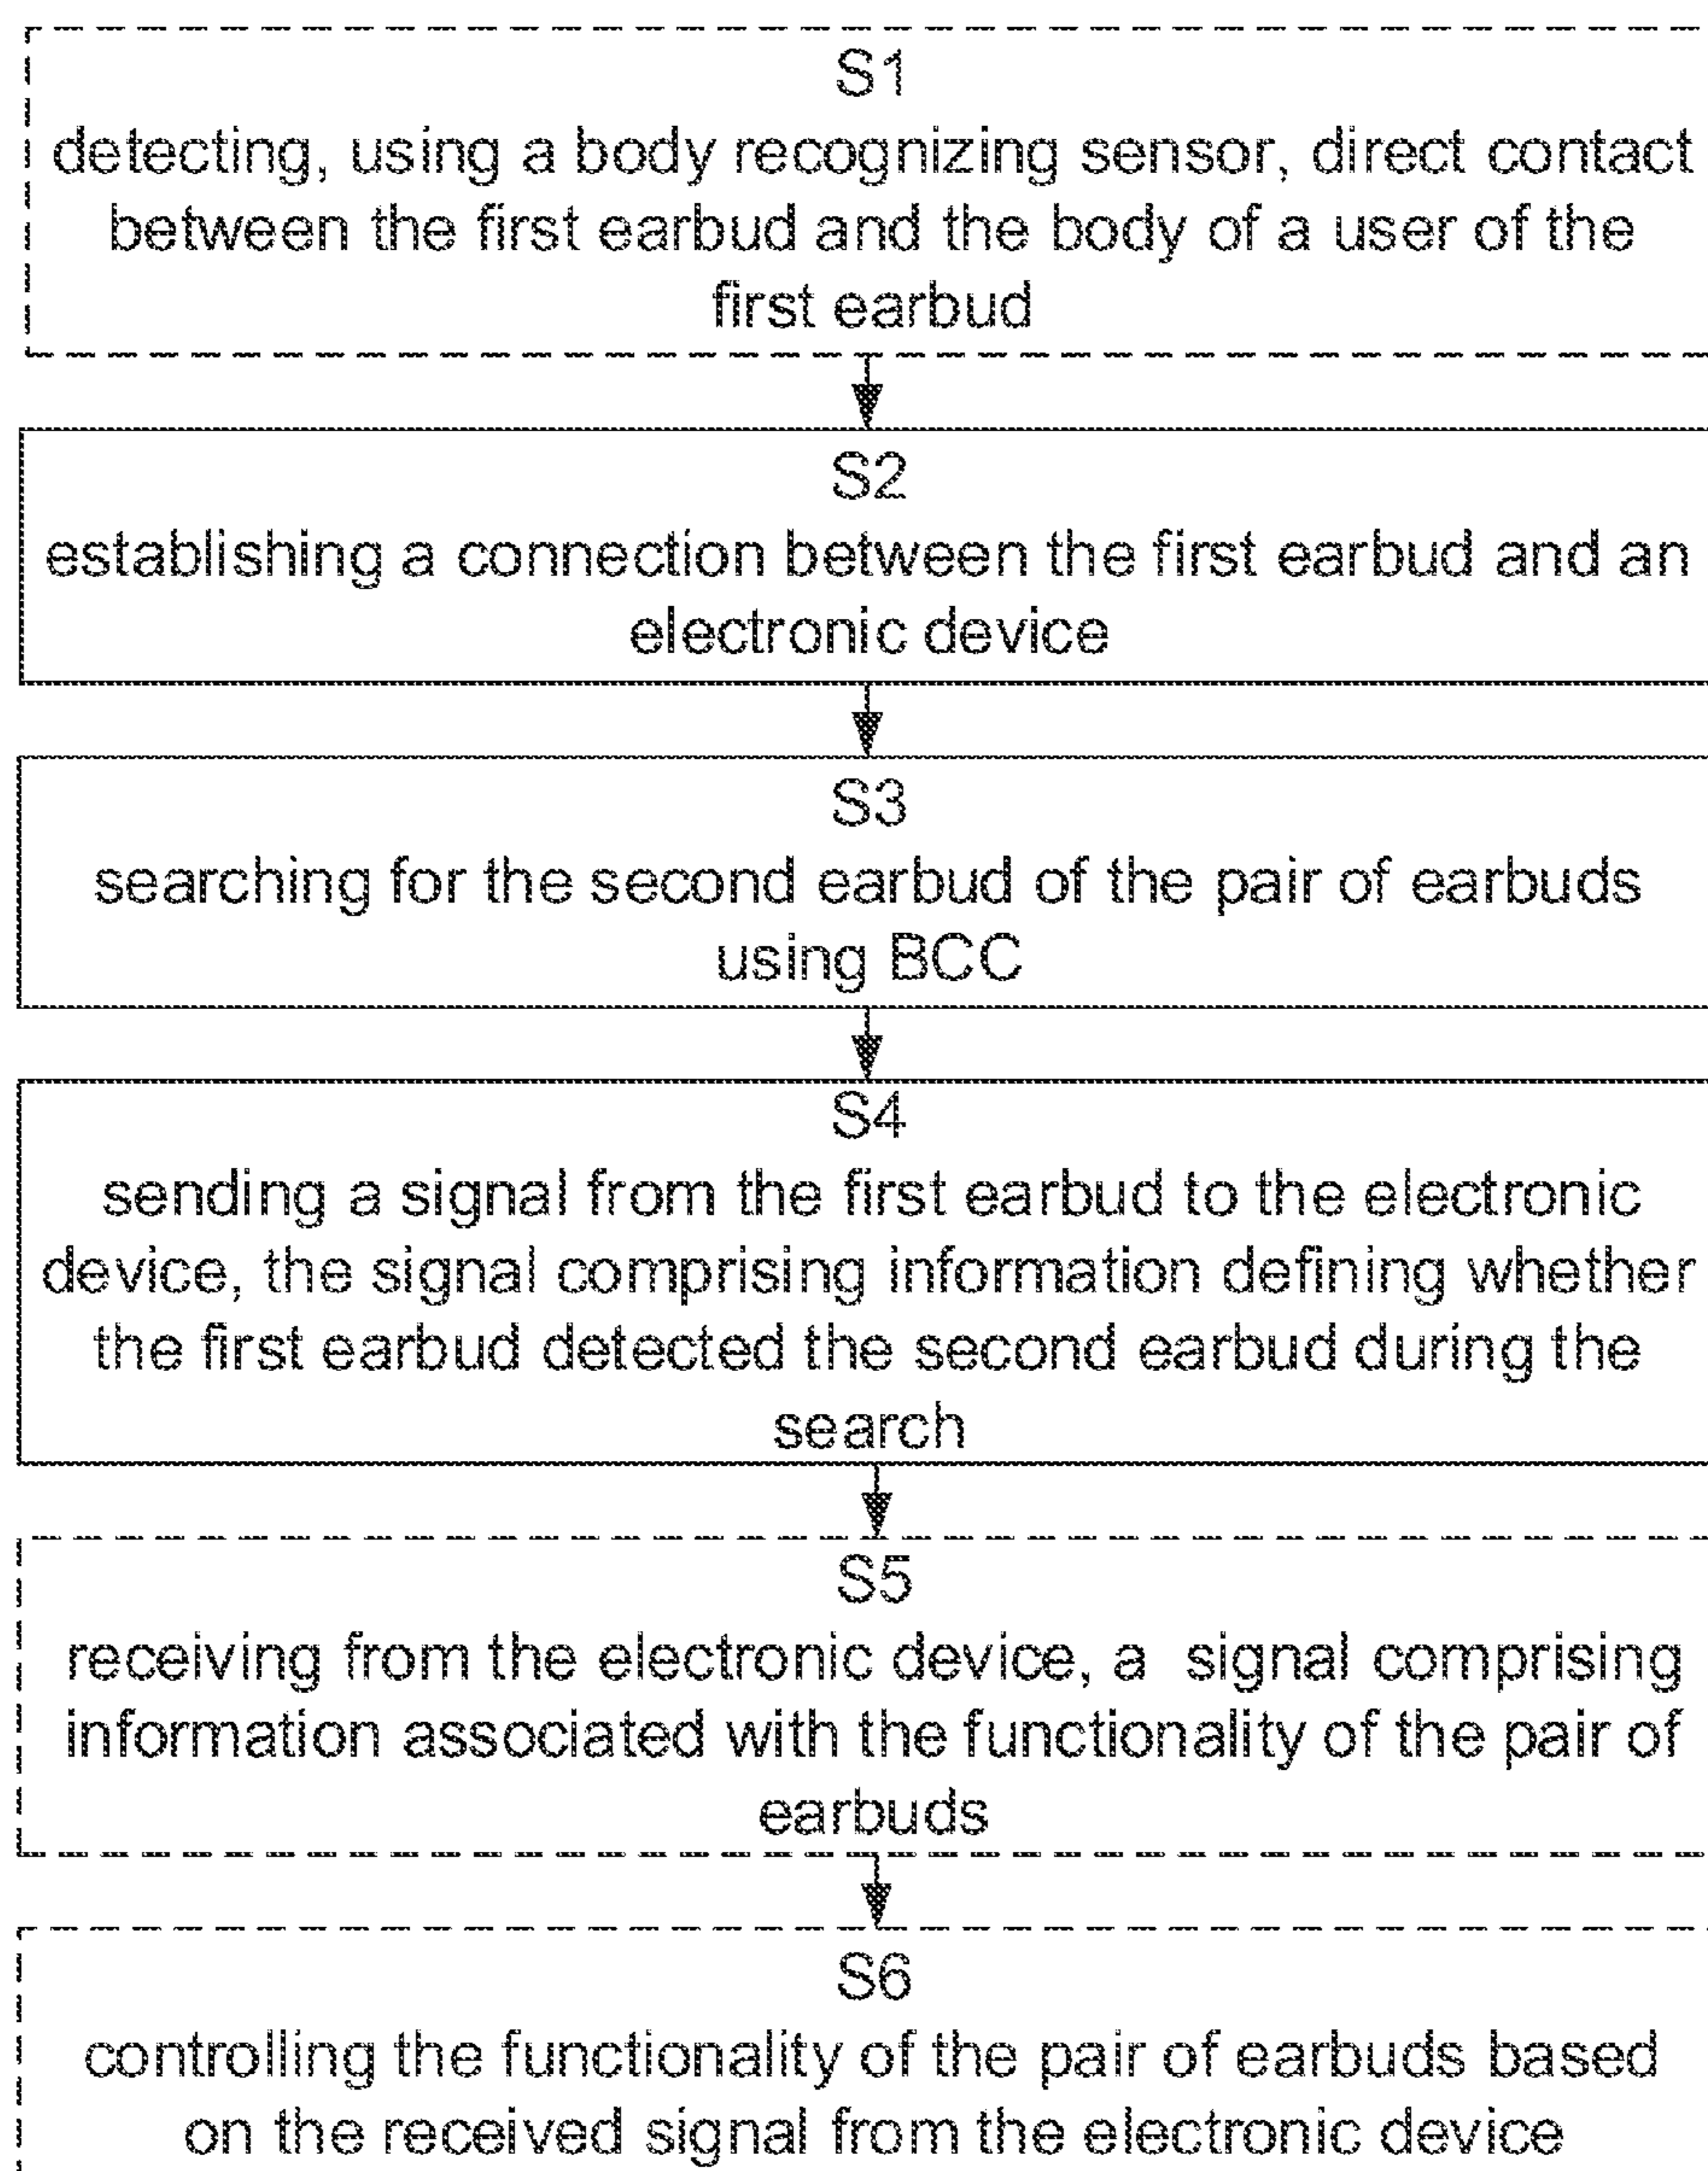 S1
detecting, using a body recognizing sensor, direct contact
between the first earbud and the body of a user of the
first earbud
S2
establishing a connection between the first earbud and an
electronic device
S3
searching for the second earbud of the pair of earbuds
using BCC
S4
sending a signal from the first earbud to the electronic
device, the signal comprising information defining whether
the first earbud detected the second earbud during the
search
S5
receiving from the electronic device, a signal comprising
information associated with the functionality of the pair of
earbuds
S6
controlling the functionality of the pair of earbuds based
on the received signal from the electronic device